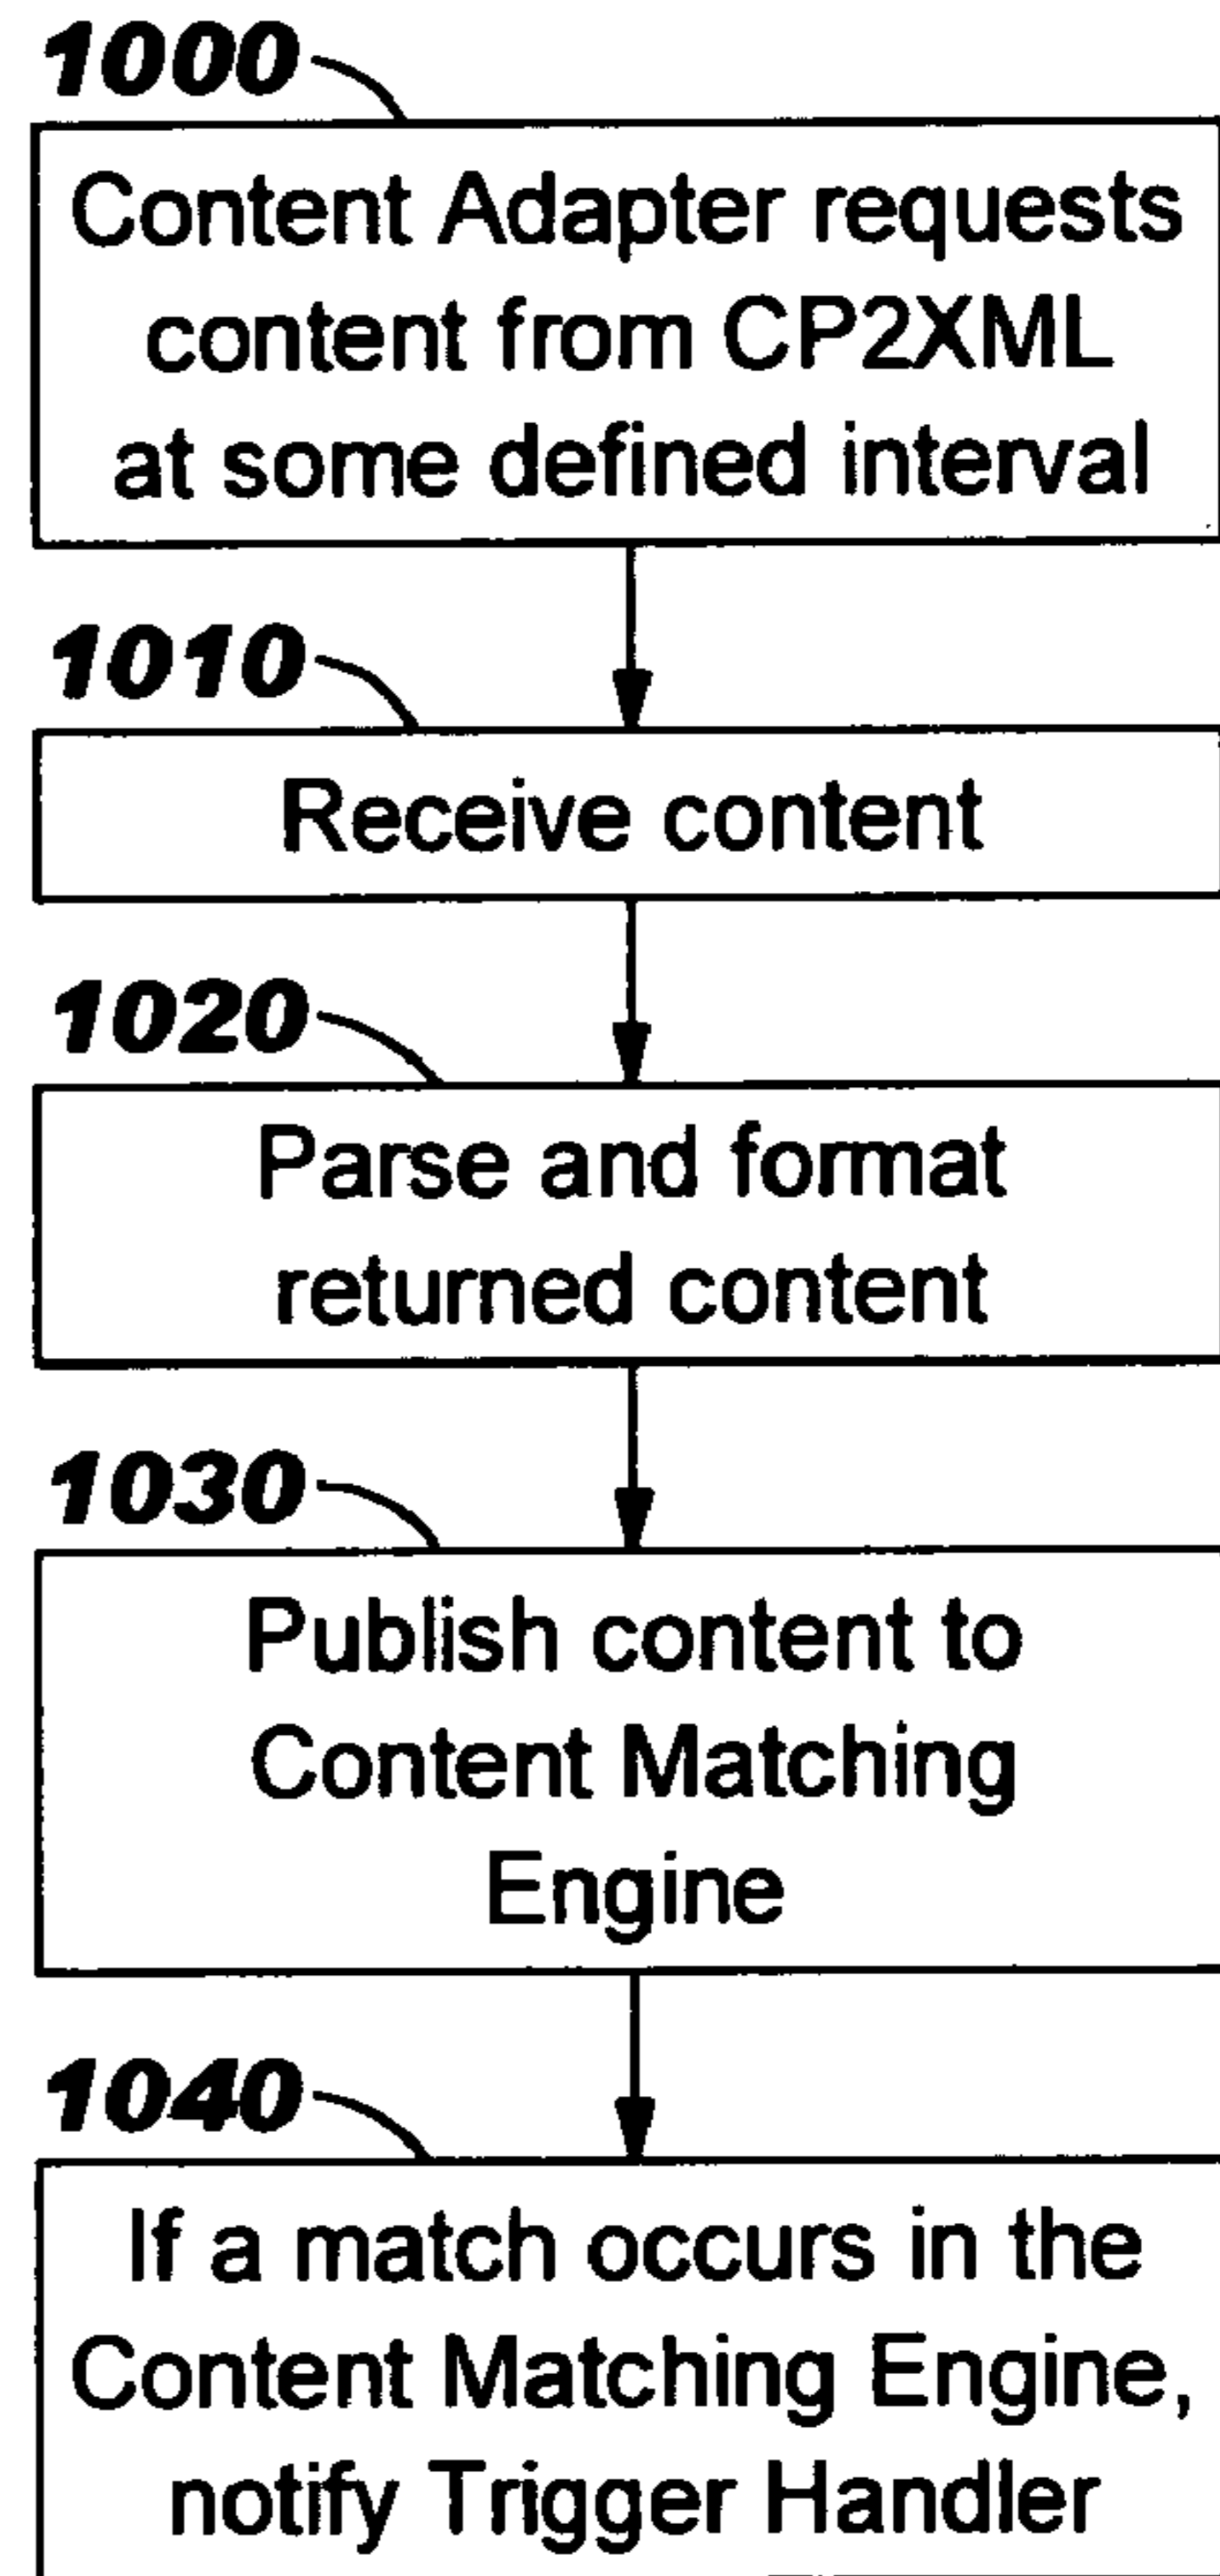 1000
Content Adapter requests
content from CP2XML
at some defined interval
1010
Receive content
1020
Parse and format
returned content
1030
Publish content to
Content Matching
Engine
1040
If a match occurs in the
Content Matching Engine,
notify Trigger Handler